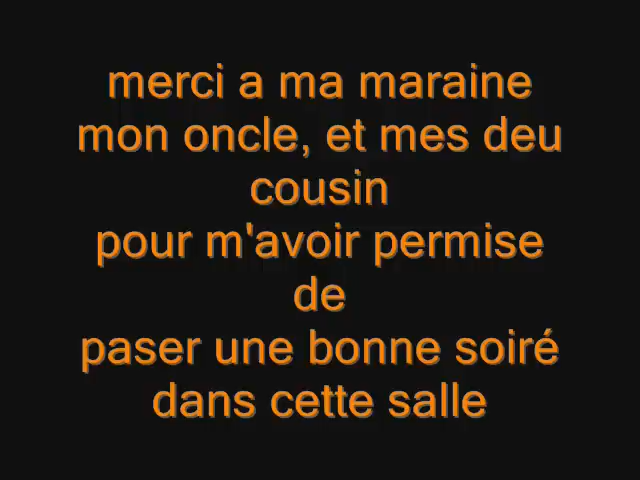 merci a ma maraine
mon oncle, et mes deu
cousin
pour m'avoir permise
de
paser une bonne soiré
dans cette salle